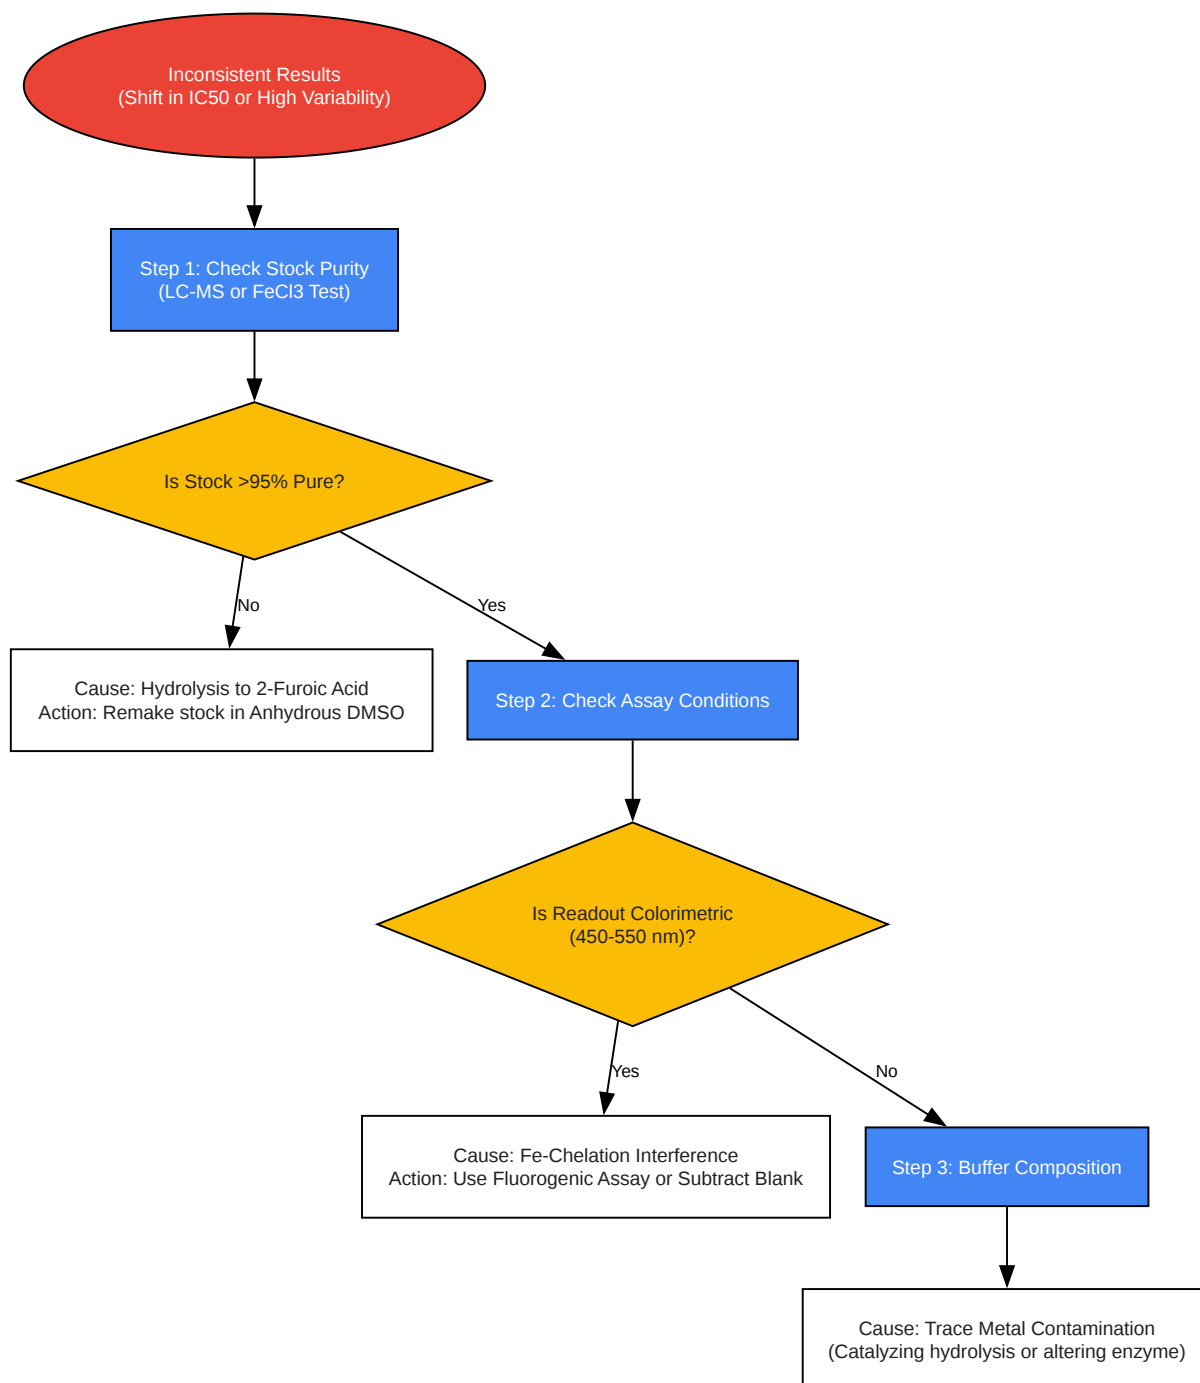 Inconsistent Results
(Shift in IC50 or High Variability)
Step 1: Check Stock Purity
(LC-MS or FeCl3 Test)
Is Stock >95% Pure?
No
Yes
Cause: Hydrolysis to 2-Furoic Acid
Action: Remake stock in Anhydrous DMSO
Step 2: Check Assay Conditions
Is Readout Colorimetric
(450-550 nm)?
Yes
No
Cause: Fe-Chelation Interference
Action: Use Fluorogenic Assay or Subtract Blank
Step 3: Buffer Composition
Cause: Trace Metal Contamination
(Catalyzing hydrolysis or altering enzyme)